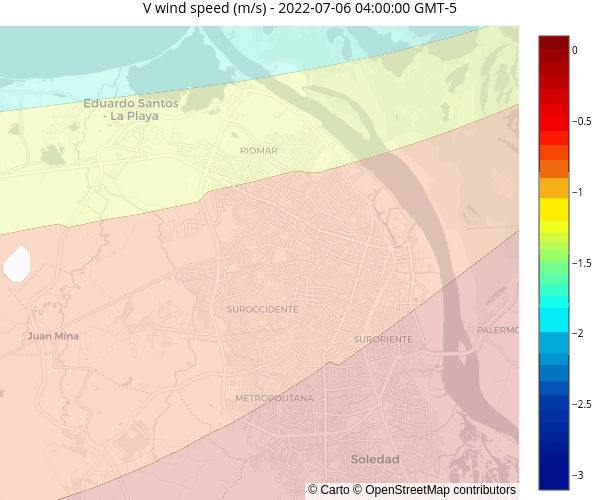 V wind speed (m/s) - 2022-07-06 04:00:00 GMT-5
Eduardo Santos
- La Playa
RIOMAR
SUROCCIDENTE
Juan Mina
SURORIENTE
PALERMO
METROPOLITANA
Soledad
© Carto © OpenStreetMap contributors
0
−0.5
−1
−1.5
−2
−2.5
−3